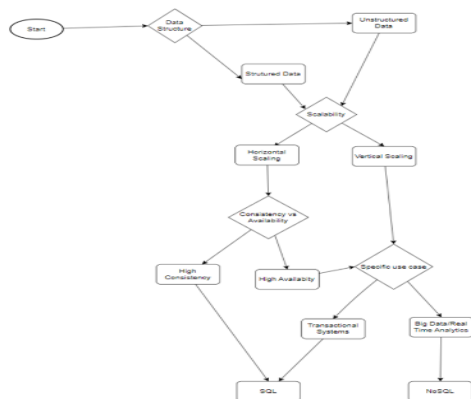 Start
Data
Structure
Unstructured
Data
Strutured Data
Scalability
Horizontal
Scaling
Vertical Scaling
Consistency vs
Availability
High
Consistency
High Availabity
Specific use case
Transactional
Systems
Big Data/Real
Time Analytics
SQL
NoSQL